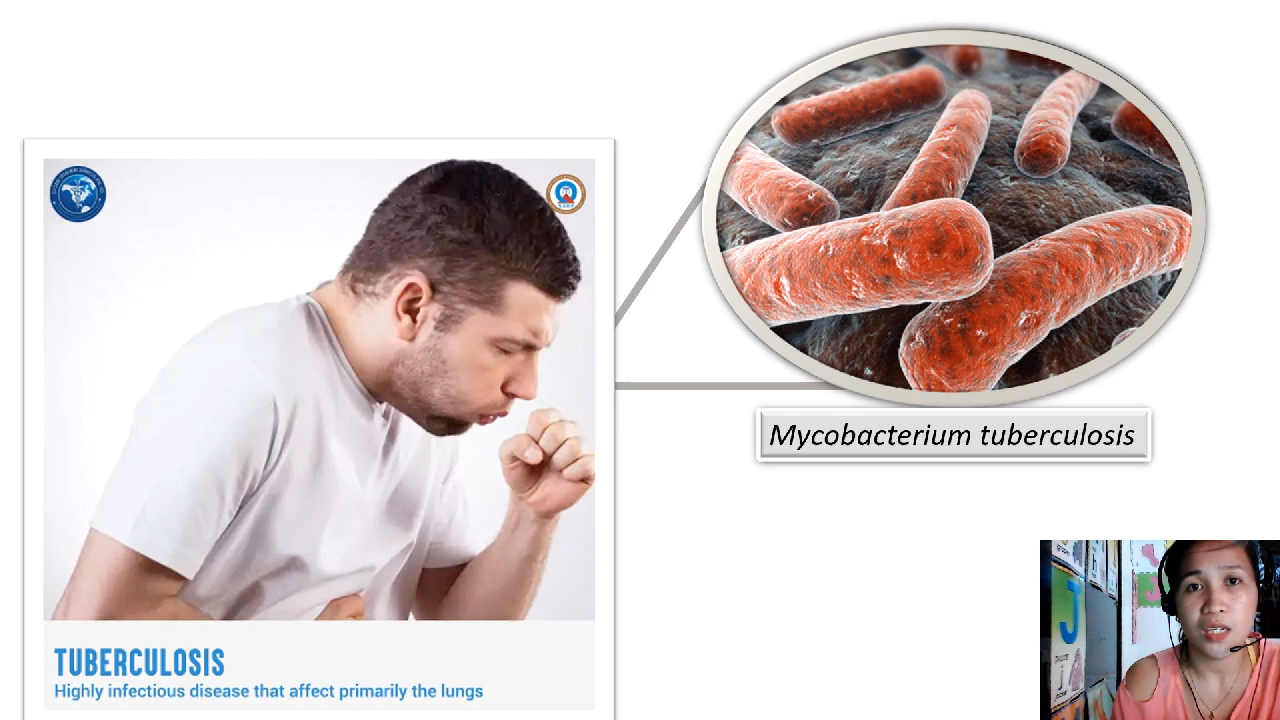 Mycobacterium tuberculosis
TUBERCULOSIS
Highly infectious disease that affect primarily the lungs
J